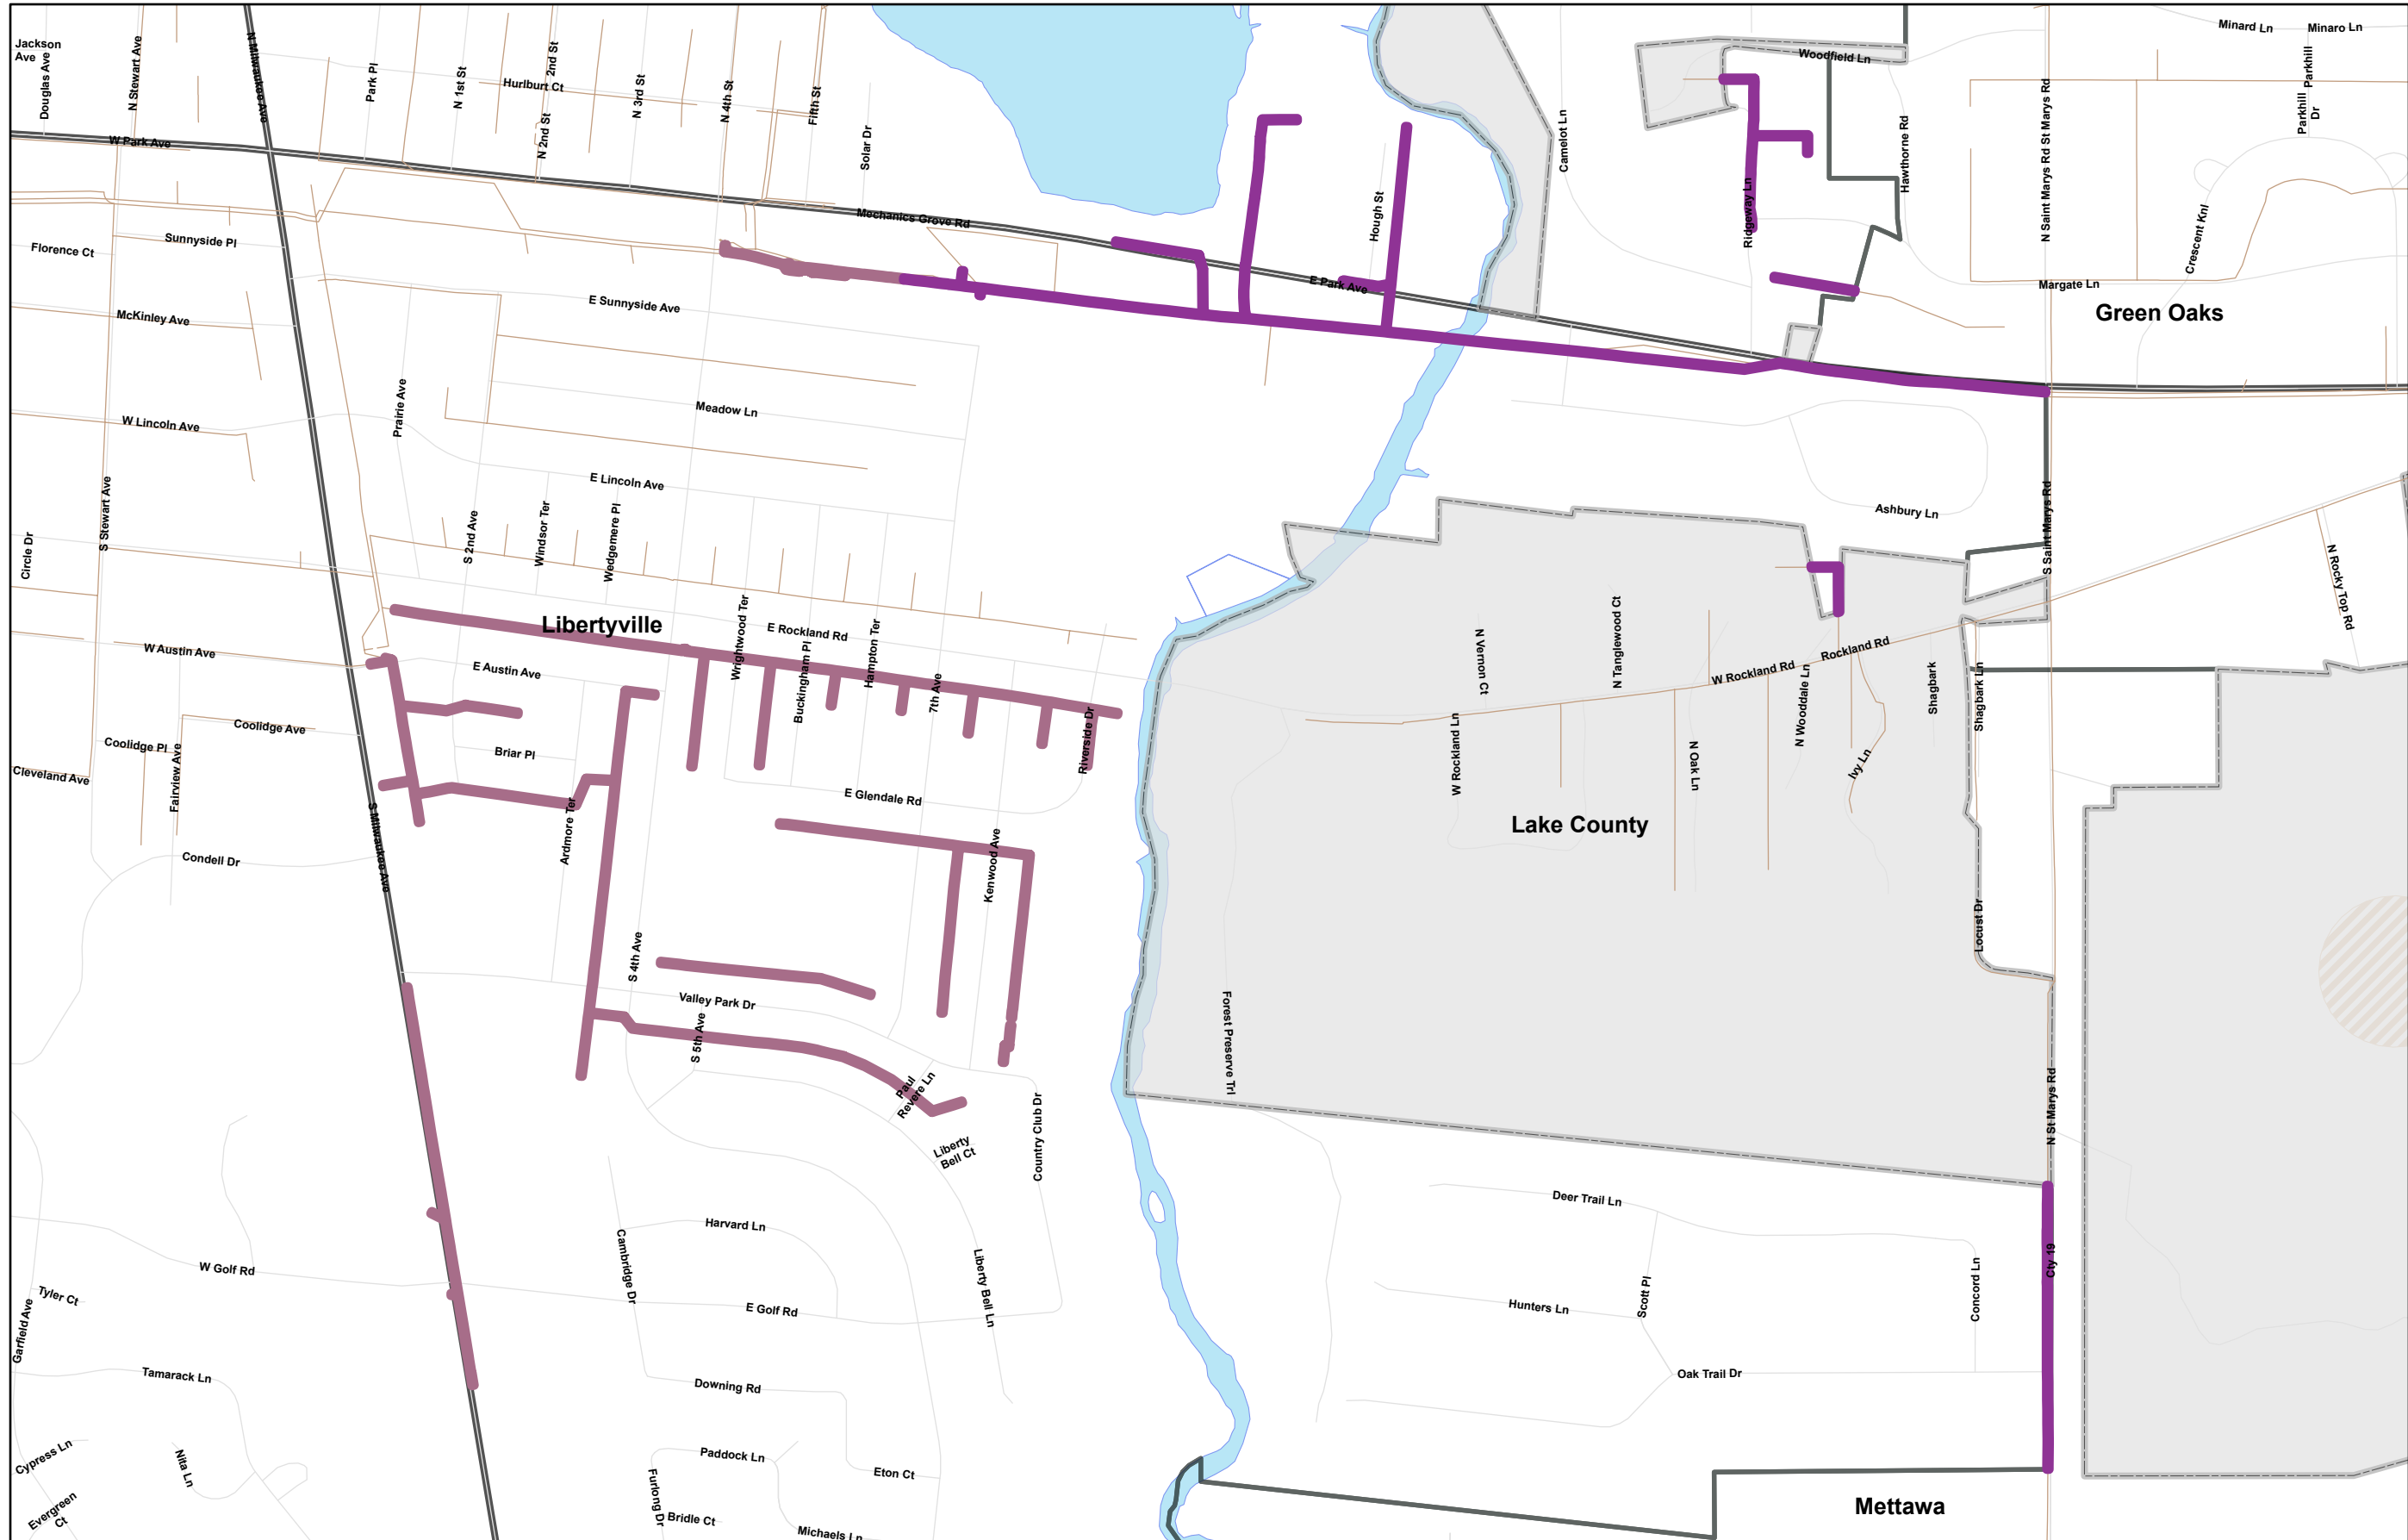 Jackson
Ave
Douglas Ave
N Stewart Ave
N Milwaukee Ave
Park Pl
N 1st St
2nd St
Hurlburt Ct
N 2nd St
N 3rd St
N 4th St
Fifth St
Solar Dr
Camelot Ln
Woodfield Ln
Hawthorne Rd
N Saint Marys Rd St Marys Rd
Minard Ln
Minaro Ln
Parkhill
Parkhill
Dr
W Park Ave
Mechanics Grove Rd
Hough St
Ridgeway Ln
Crescent Knl
Florence Ct
Sunnyside Pl
E Sunnyside Ave
E Park Ave
Margate Ln
Green Oaks
McKinley Ave
Prairie Ave
Meadow Ln
W Lincoln Ave
E Lincoln Ave
S Stewart Ave
Circle Dr
S 2nd Ave
Windsor Ter
Wedgemere Pl
Ashbury Ln
S Saint Marys Rd
N Rocky Top Rd
Libertyville
Wrightwood Ter
E Rockland Rd
Buckingham Pl
Hampton Ter
7th Ave
Riverside Dr
W Austin Ave
E Austin Ave
N Vernon Ct
N Tanglewood Ct
W Rockland Rd
Rockland Rd
N Wooddale Ln
Shagbark
Shagbark Ln
Coolidge Ave
Coolidge Pl
Cleveland Ave
Fairview Ave
Briar Pl
E Glendale Rd
W Rockland Ln
N Oak Ln
Ivy Ln
Lake County
S Milwaukee Ave
Ardmore Ter
Condell Dr
Kenwood Ave
Locust Dr
S 4th Ave
Valley Park Dr
S 5th Ave
Paul
Revere Ln
Forest Preserve Trl
N St Marys Rd
Liberty
Bell Ct
Country Club Dr
Deer Trail Ln
Harvard Ln
Cambridge Dr
W Golf Rd
E Golf Rd
Liberty Bell Ln
Hunters Ln
Scott Pl
Concord Ln
Cty 19
Tyler Ct
Garfield Ave
Tamarack Ln
Downing Rd
Oak Trail Dr
Cypress Ln
Nita Ln
Paddock Ln
Eton Ct
Evergreen
Ct
Furlong Dr
Bridle Ct
Michaels Ln
Mettawa